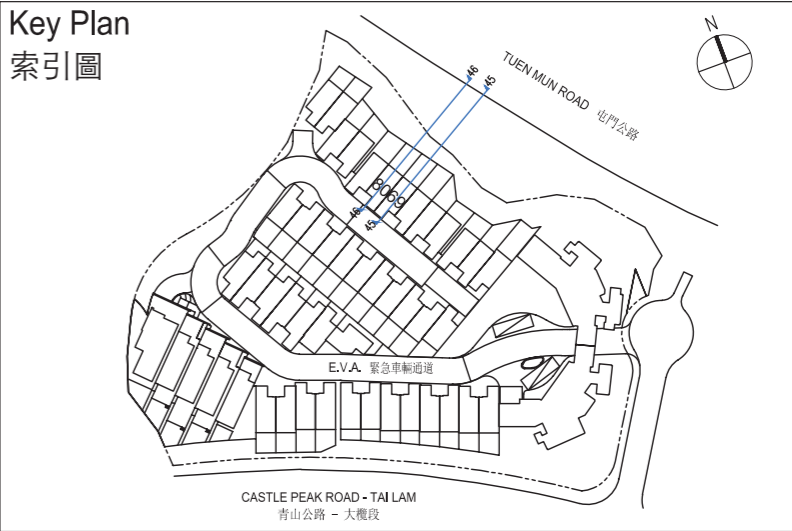 Key Plan
索引圖
N
TUEN MUN ROAD 屯門公路
46
45
8069
46
45
E.V.A. 緊急車輛通道
CASTLE PEAK ROAD - TAI LAM
青山公路 – 大欖段